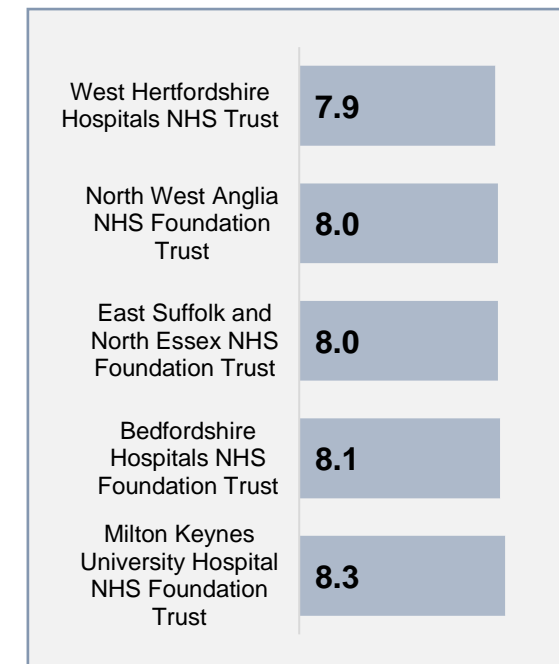 West Hertfordshire
Hospitals NHS Trust
7.9
North West Anglia
NHS Foundation
Trust
8.0
East Suffolk and
North Essex NHS
Foundation Trust
8.0
Bedfordshire
Hospitals NHS
Foundation Trust
8.1
Milton Keynes
University Hospital
NHS Foundation
Trust
8.3